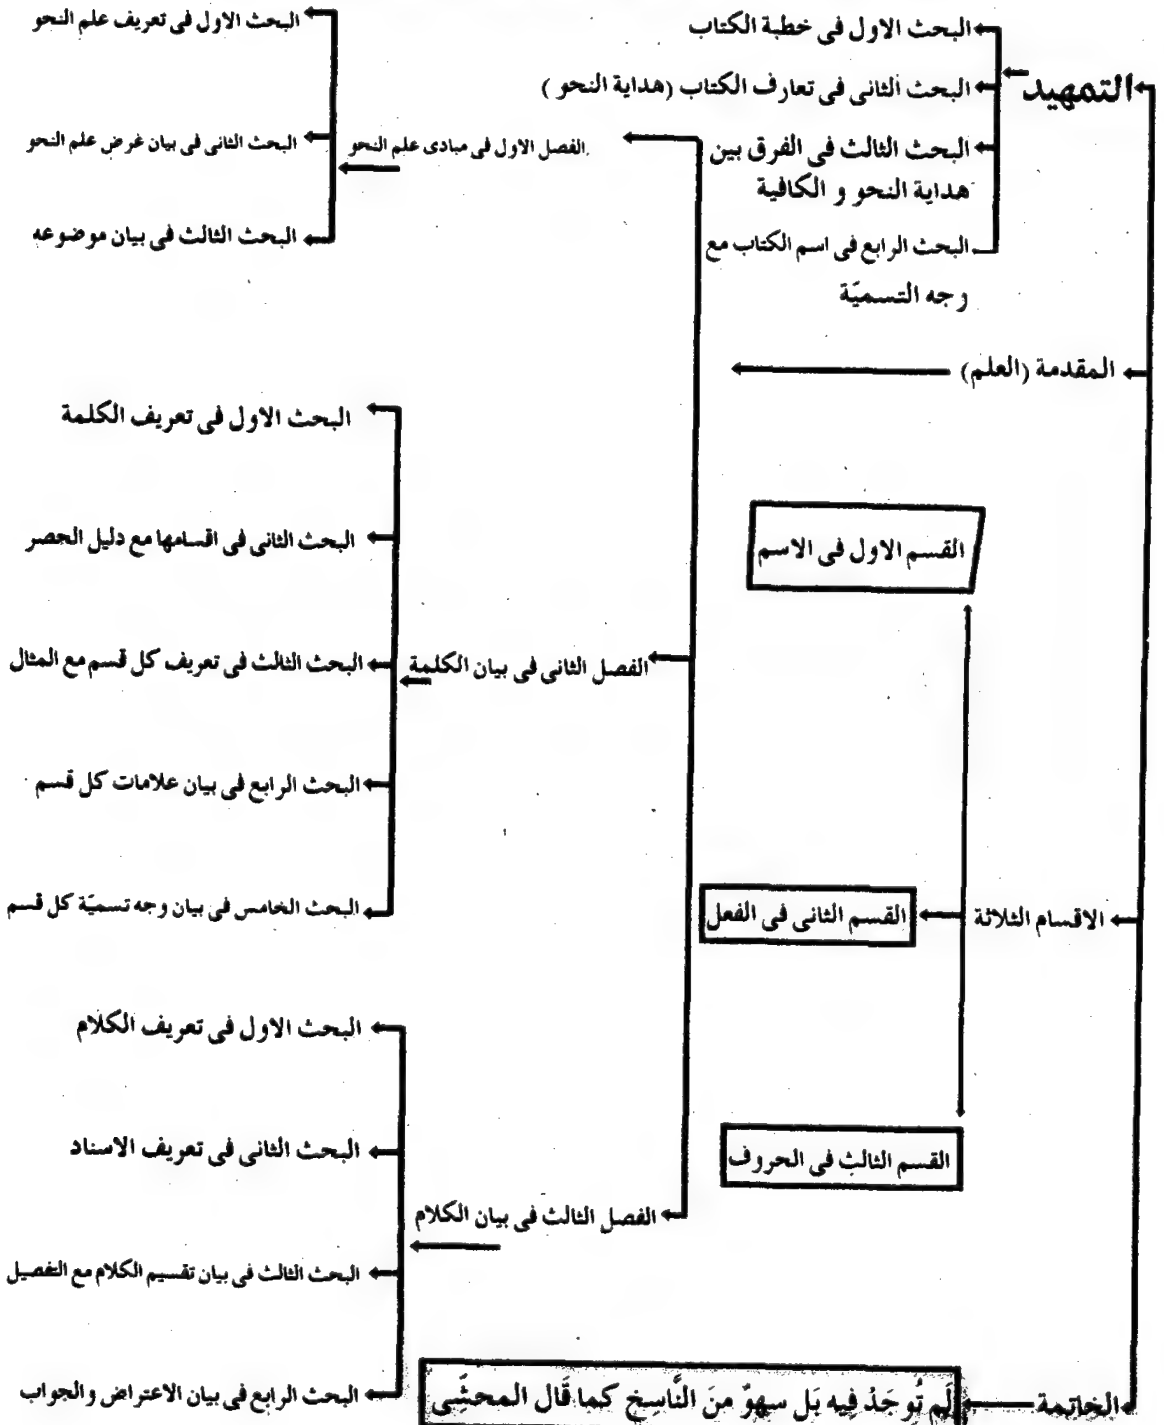 التمهيد
البحث الاول فى خطبة الكتاب
البحث الثانى فى تعارف الكتاب (هداية النحو)
البحث الثالث فى الفرق بين
هداية النحو و الكافية
البحث الرابع فى اسم الكتاب مع
وجه التسميّة
المقدمة (العلم)
الفصل الاول فى مبادى علم النحو
البحث الاول فى تعريف علم النحو
البحث الثانى فى بيان غرض علم النحو
البحث الثالث فى بيان موضوعه
الفصل الثانى فى بيان الكلمة
البحث الاول فى تعريف الكلمة
البحث الثانى فى اقسامها مع دليل الحصر
البحث الثالث فى تعريف كل قسم مع المثال
البحث الرابع فى بيان علامات كل قسم
البحث الخامس فى بيان وجه تسميّة كل قسم
الفصل الثالث فى بيان الكلام
البحث الاول فى تعريف الكلام
البحث الثانى فى تعريف الاسناد
البحث الثالث فى بيان تقسيم الكلام مع التفصيل
البحث الرابع فى بيان الاعتراض والجواب
الاقسام الثلاثة
القسم الاول فى الاسم
القسم الثانى فى الفعل
القسم الثالث فى الحروف
الخاتمة
لَم تُوجَدْ فِيه بَل سهوٌ مِنَ النَّاسِخ كما قَال المحشِّى